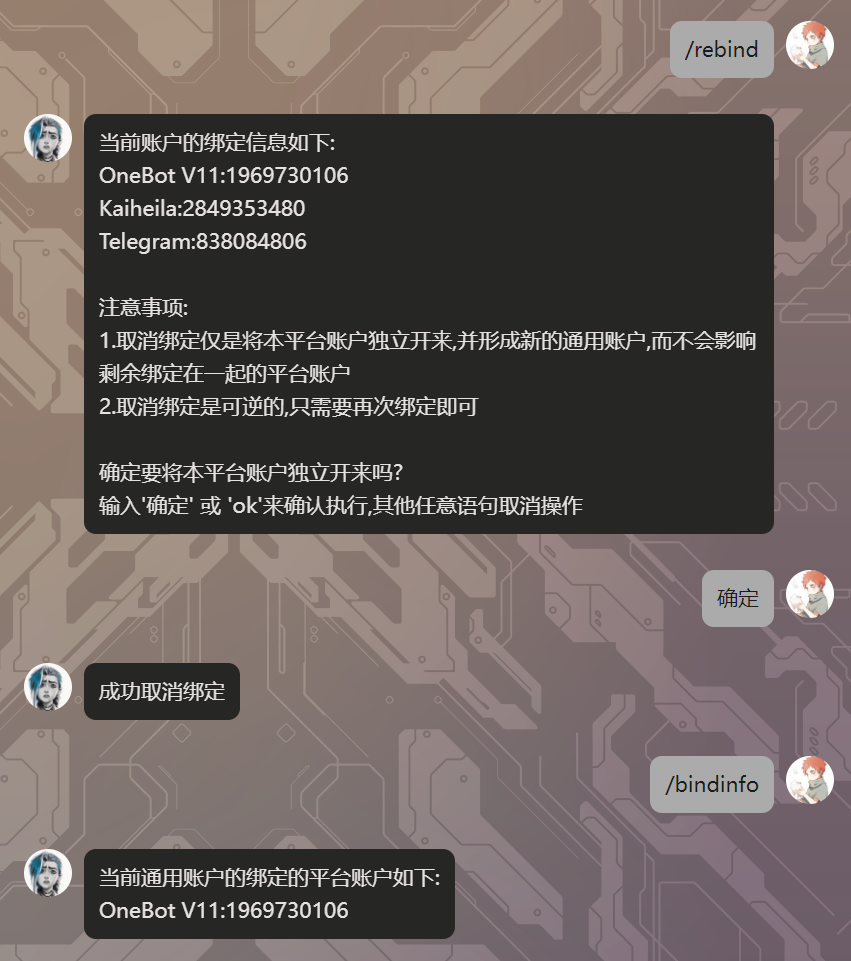 /rebind
当前账户的绑定信息如下:
OneBot V11:1969730106
Kaiheila:2849353480
Telegram:838084806
注意事项:
1.取消绑定仅是将本平台账户独立开来,并形成新的通用账户,而不会影响
剩余绑定在一起的平台账户
2.取消绑定是可逆的,只需要再次绑定即可
确定要将本平台账户独立开来吗?
输入'确定' 或 'ok'来确认执行,其他任意语句取消操作
确定
成功取消绑定
/bindinfo
当前通用账户的绑定的平台账户如下:
OneBot V11:1969730106